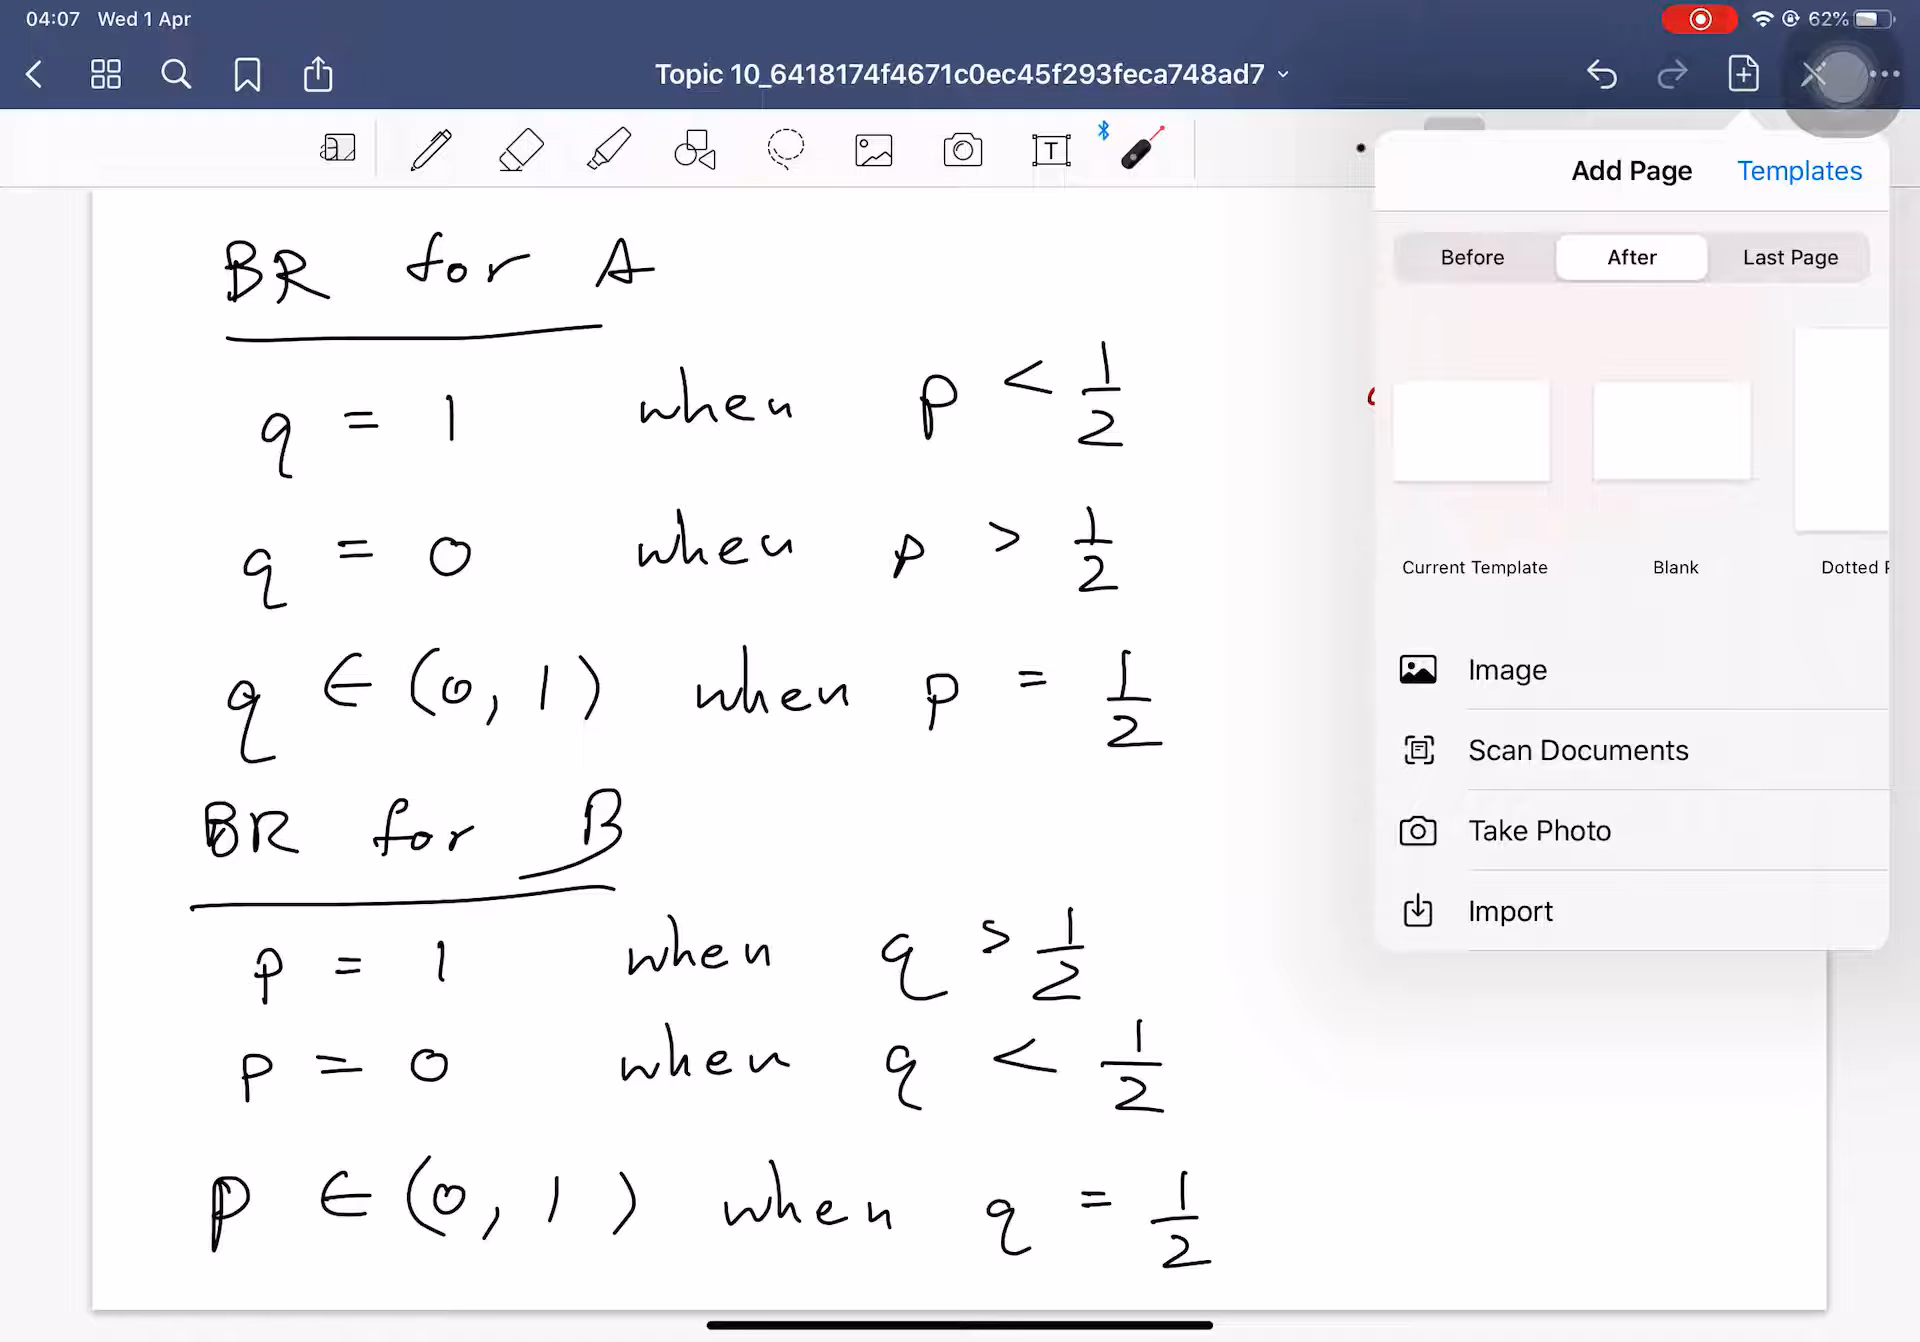 04:07 Wed 1 Apr
62%
Topic 10_6418174f4671c0ec45f293feca748ad7
a
T
Add Page Templates
Before After Last Page
Current Template Blank Dotted
Image
Scan Documents
Take Photo
Import
BR for A
q = 1 when p < 1/2
q = 0 when p > 1/2
q ∈ (0, 1) when p = 1/2
BR for B
p = 1 when q > 1/2
p = 0 when q < 1/2
p ∈ (0, 1) when q = 1/2